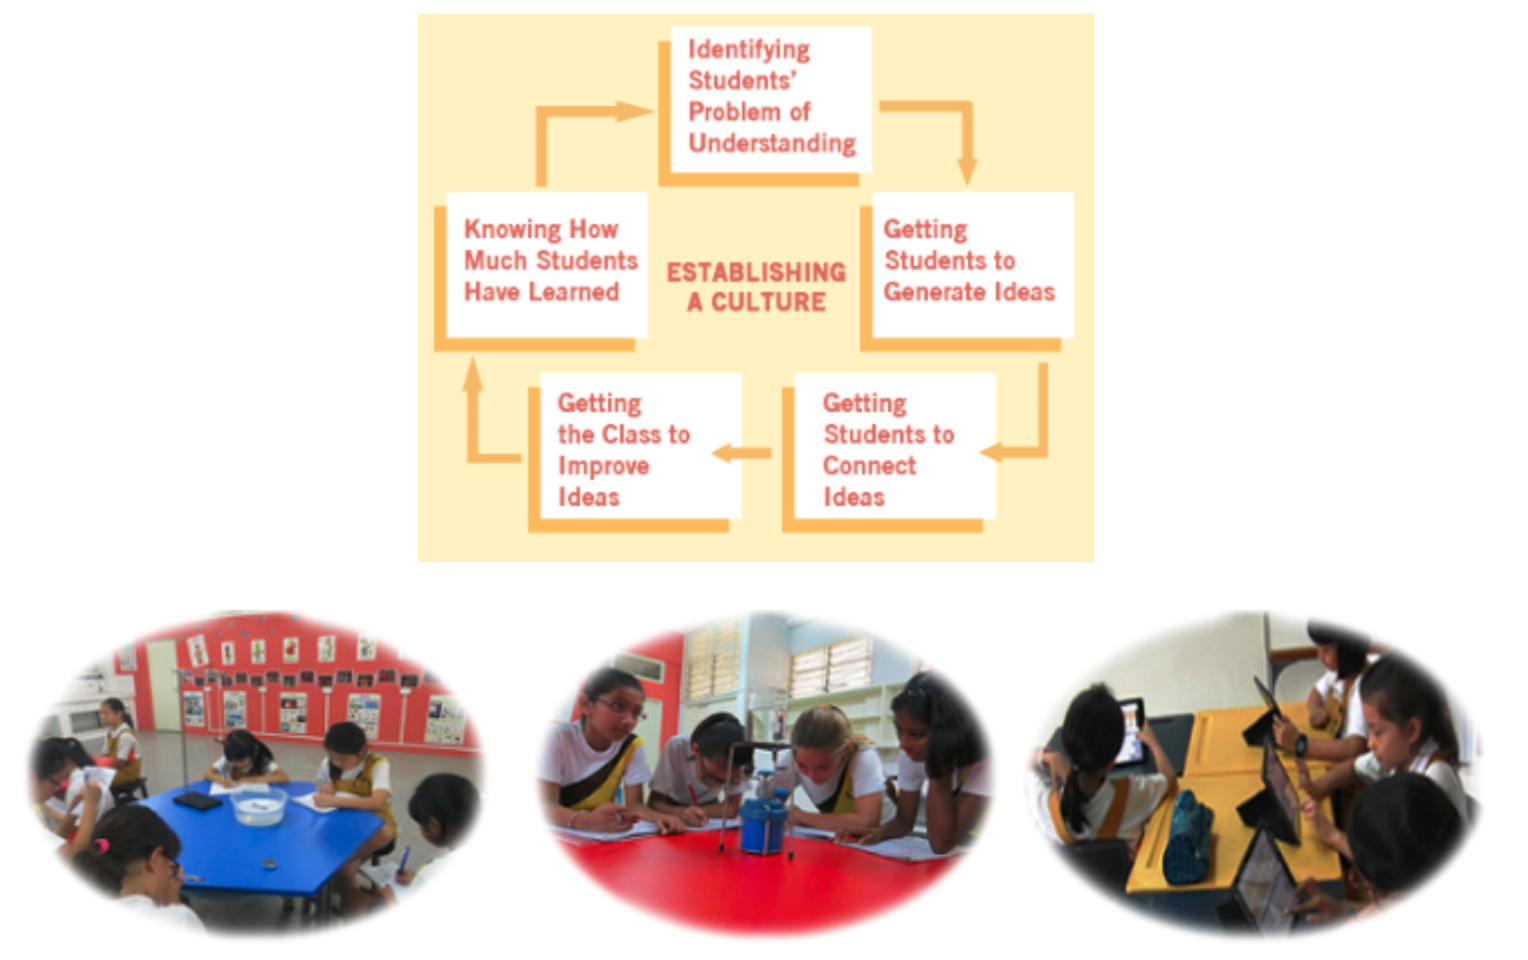 Identifying
Students'
Problem of
Understanding
Getting
Students to
Generate Ideas
Getting
Students to
Connect
Ideas
Getting
the Class to
Improve
Ideas
Knowing How
Much Students
Have Learned
ESTABLISHING
A CULTURE